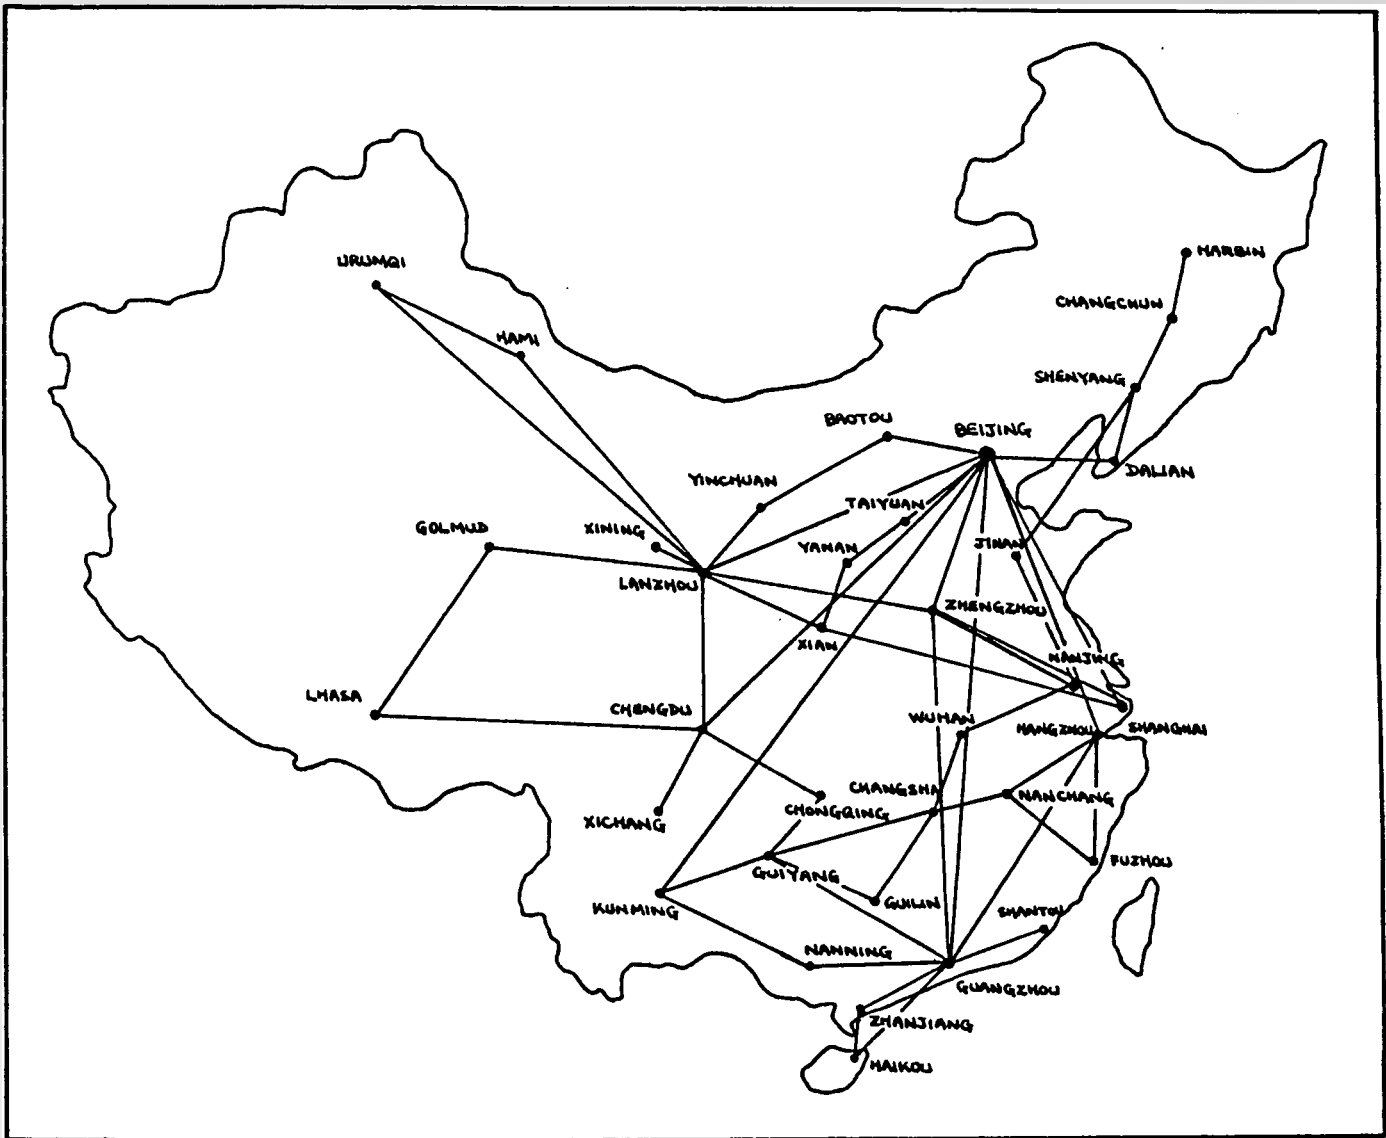 HARBIN
URUMQI
CHANGCHUN
HAMI
SHENYANG
BAOTOU
BEIJING
DALIAN
YINCHUAN
TAIYUAN
GOLMUD
XINING
YANAN
JINAN
LANZHOU
ZHENGZHOU
XIAN
NANJING
LHASA
CHENGDU
WUHAN
HANGZHOU
SHANGHAI
CHANGSHA
NANCHANG
CHONGQING
XICHANG
GUIYANG
FUZHOU
KUNMING
GUILIN
SHANTOU
NANNING
GUANGZHOU
ZHANJIANG
HAIKOU